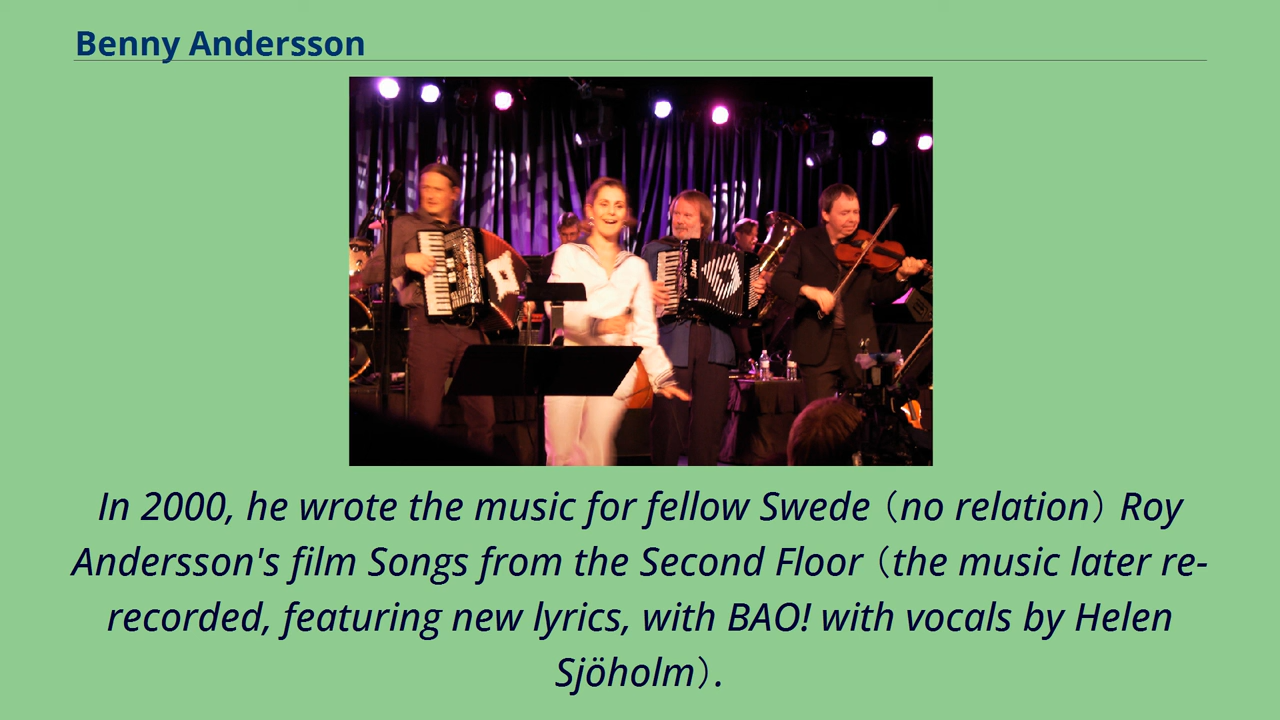 Benny Andersson
In 2000, he wrote the music for fellow Swede（no relation）Roy
Andersson's film Songs from the Second Floor（the music later re-
recorded, featuring new lyrics, with BAO! with vocals by Helen
Sjöholm）.